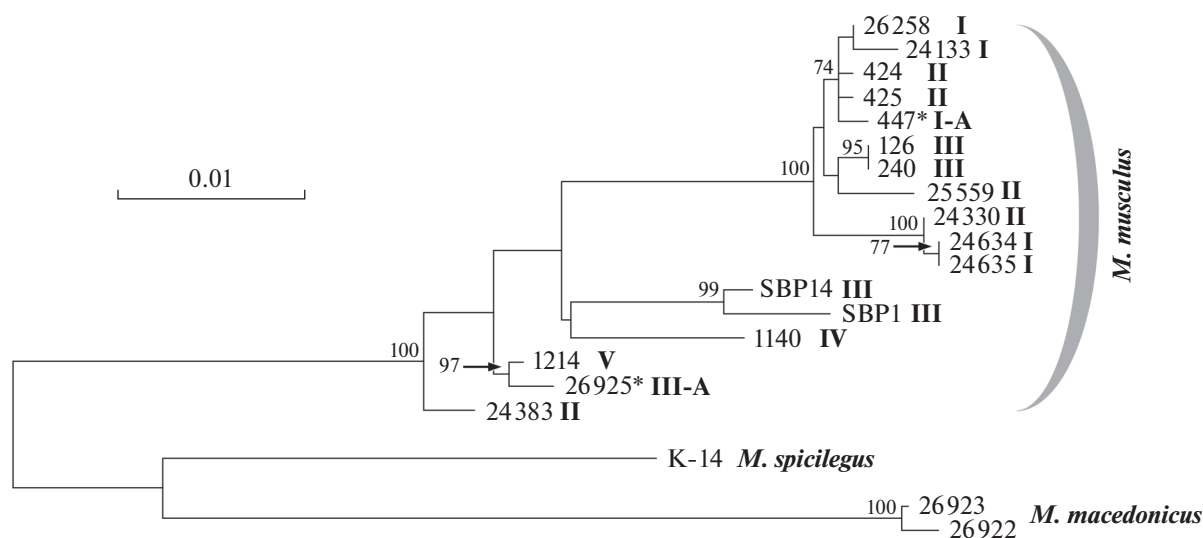 26258 I
24133 I
74
424 II
425 II
447* I-A
95
126 III
240 III
0.01
100
25559 II
100
24330 II
77
24634 I
24635 I
M. musculus
99
SBP14 III
SBP1 III
1140 IV
100
97
1214 V
26925* III-A
24383 II
K-14 M. spicilegus
100
26923
26922
M. macedonicus